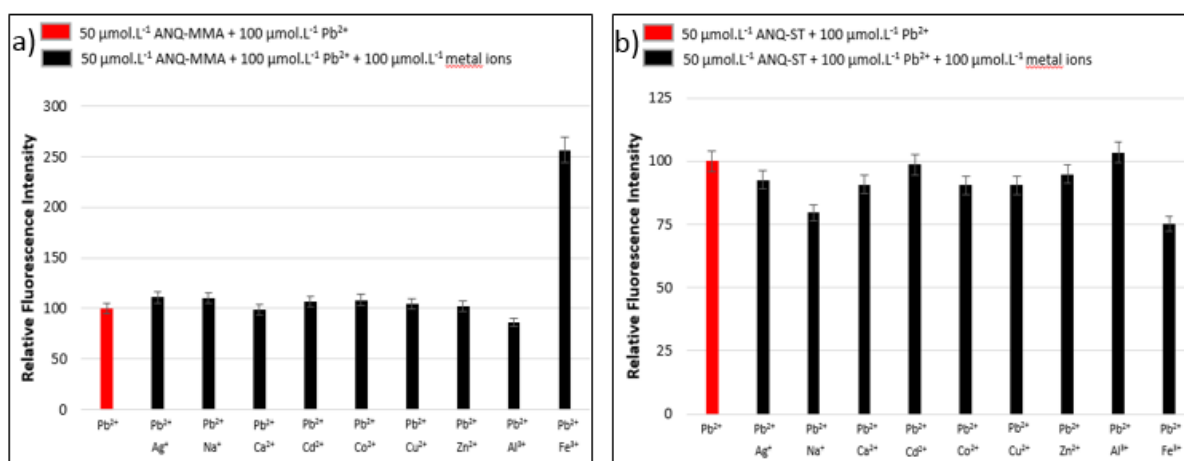 a)
50 μmol.L⁻¹ ANQ-MMA + 100 μmol.L⁻¹ Pb²⁺
50 μmol.L⁻¹ ANQ-MMA + 100 μmol.L⁻¹ Pb²⁺ + 100 μmol.L⁻¹ metal ions
Relative Fluorescence Intensity
300
250
200
150
100
50
0
Pb²⁺ Pb²⁺ Pb²⁺ Pb²⁺ Pb²⁺ Pb²⁺ Pb²⁺ Pb²⁺ Pb²⁺ Pb²⁺
Ag⁺ Na⁺ Ca²⁺ Cd²⁺ Co²⁺ Cu²⁺ Zn²⁺ Al³⁺ Fe³⁺
b)
50 μmol.L⁻¹ ANQ-ST + 100 μmol.L⁻¹ Pb²⁺
50 μmol.L⁻¹ ANQ-ST + 100 μmol.L⁻¹ Pb²⁺ + 100 μmol.L⁻¹ metal ions
Relative Fluorescence Intensity
125
100
75
50
25
0
Pb²⁺ Pb²⁺ Pb²⁺ Pb²⁺ Pb²⁺ Pb²⁺ Pb²⁺ Pb²⁺ Pb²⁺ Pb²⁺
Ag⁺ Na⁺ Ca²⁺ Cd²⁺ Co²⁺ Cu²⁺ Zn²⁺ Al³⁺ Fe³⁺